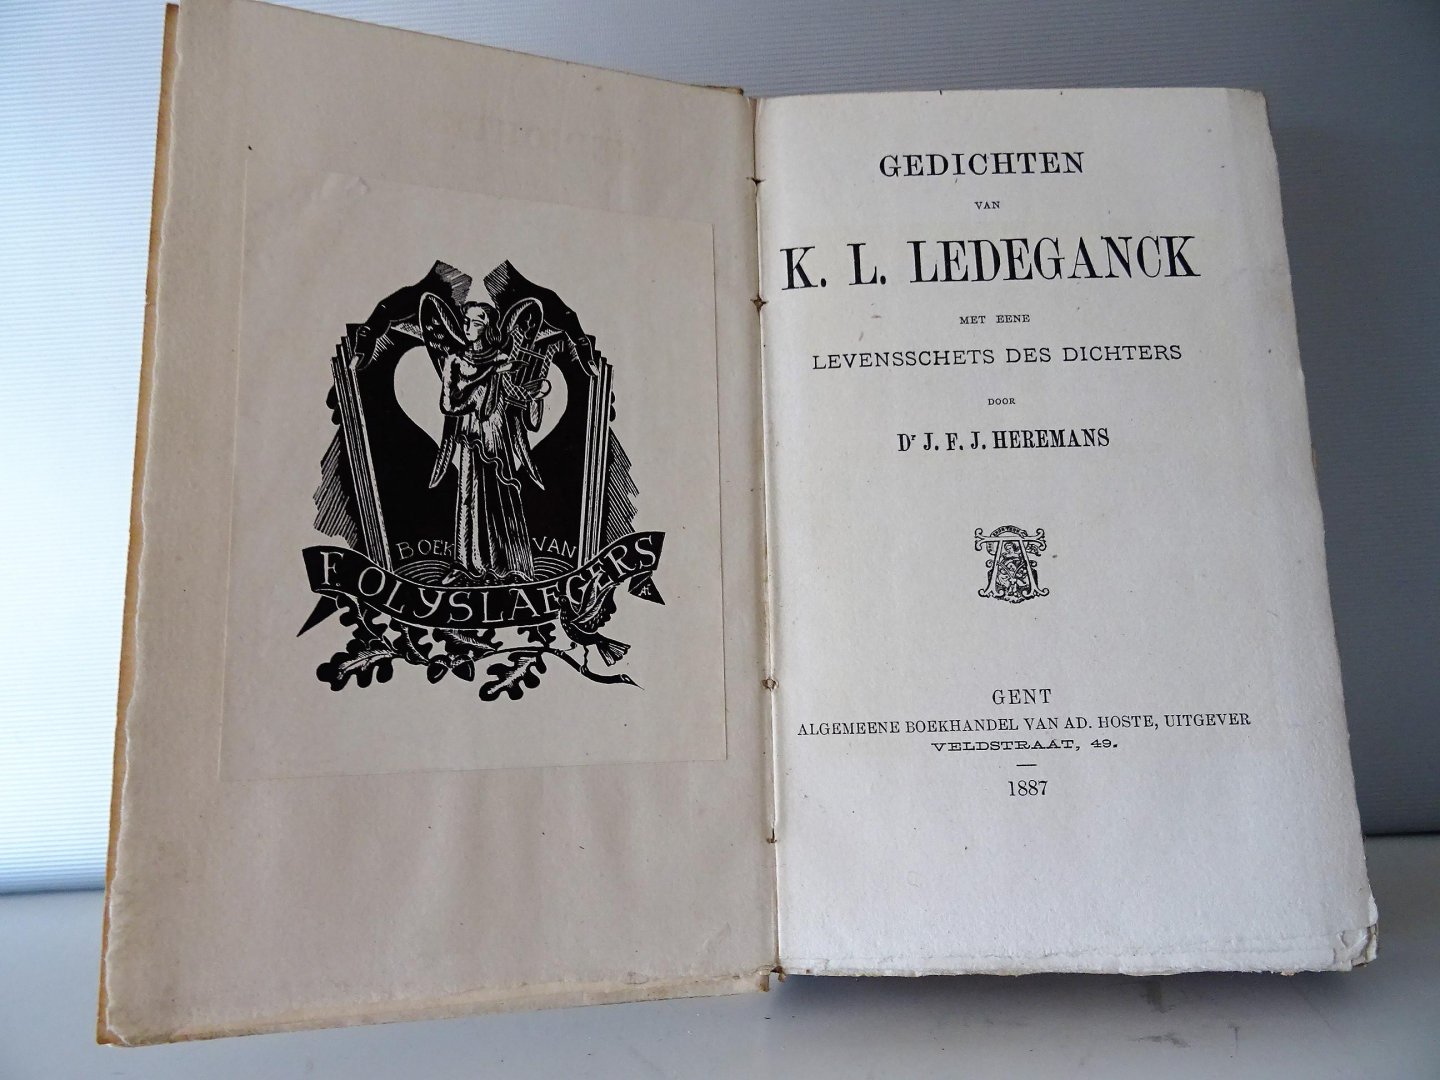 BOEK VAN
F. OLYSLAEGERS
GEDICHTEN
VAN
K. L. LEDEGANCK
MET EENE
LEVENSSCHETS DES DICHTERS
DOOR
Dr J. F. J. HEREMANS
GENT
ALGEMEENE BOEKHANDEL VAN AD. HOSTE, UITGEVER
VELDSTRAAT, 49.
1887